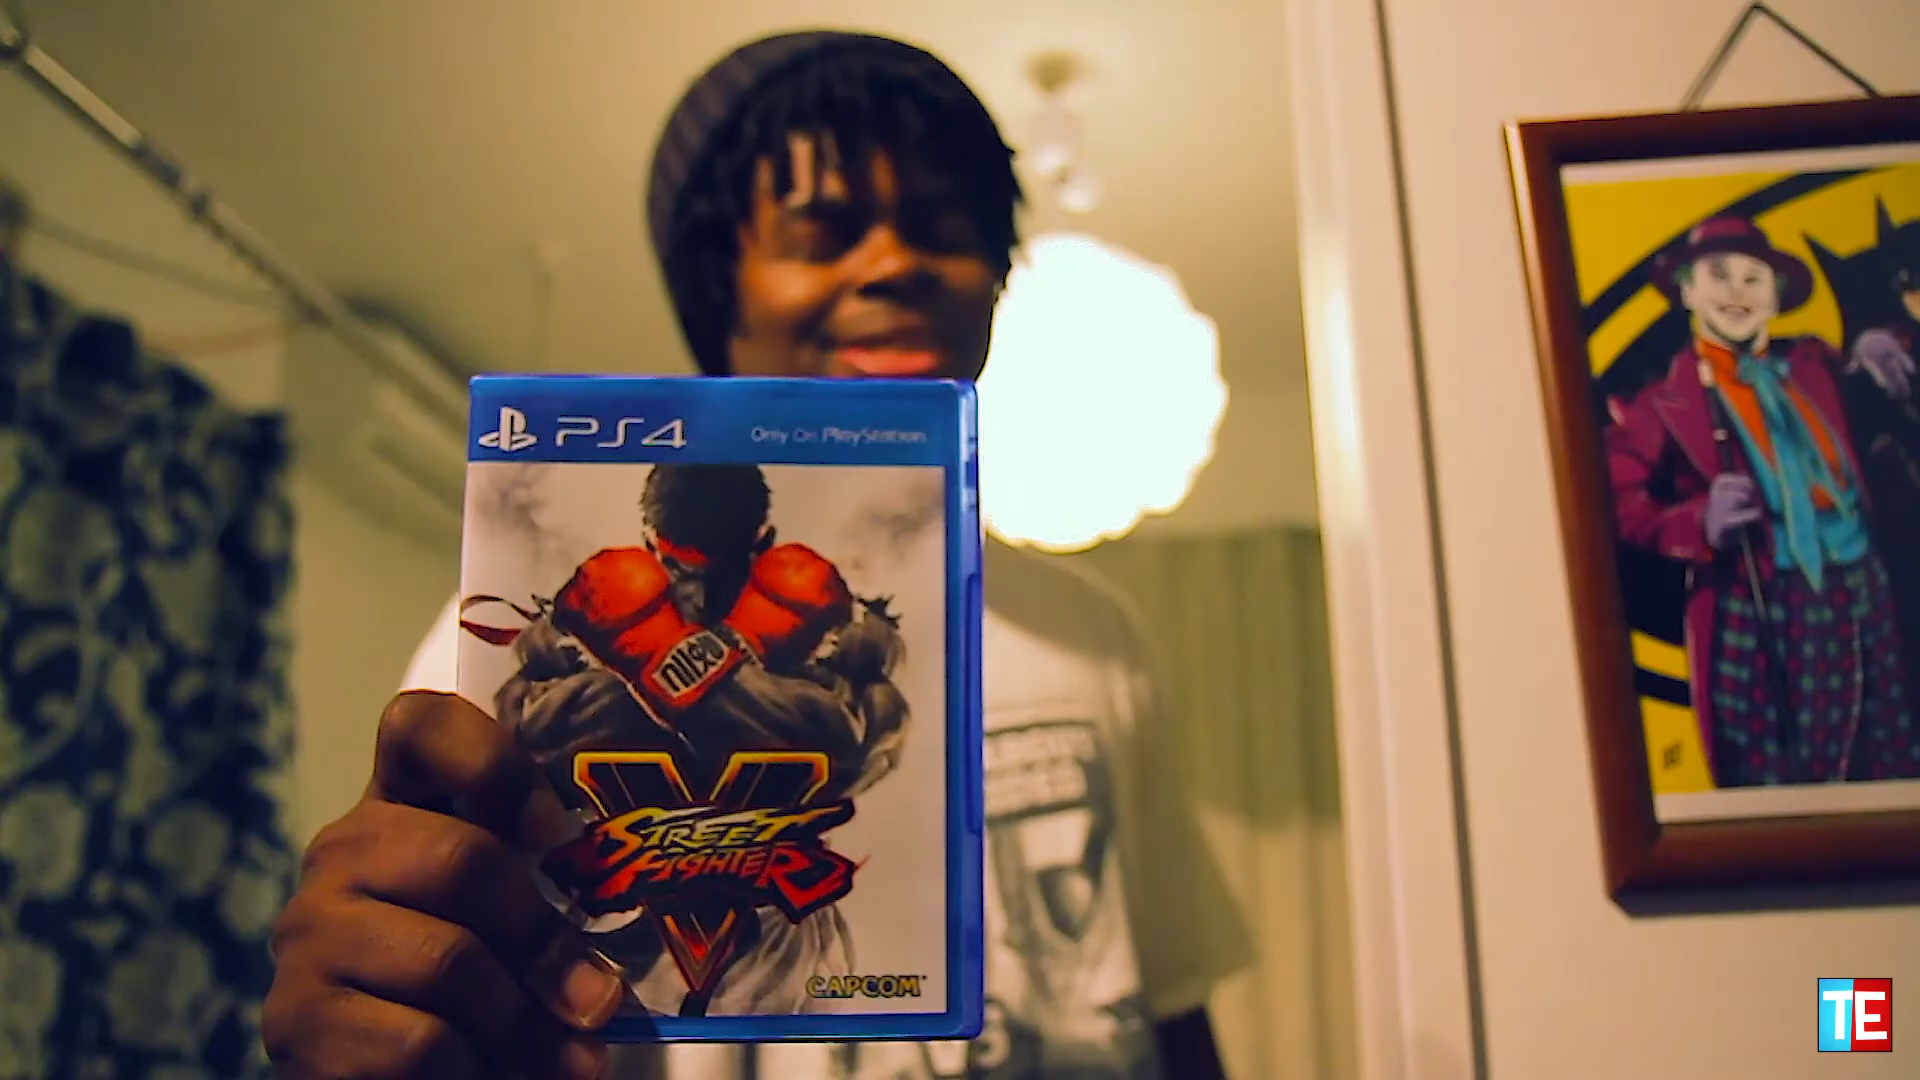 PS4
Only On PlayStation
V
STREET
FIGHTER
CAPCOM
TE